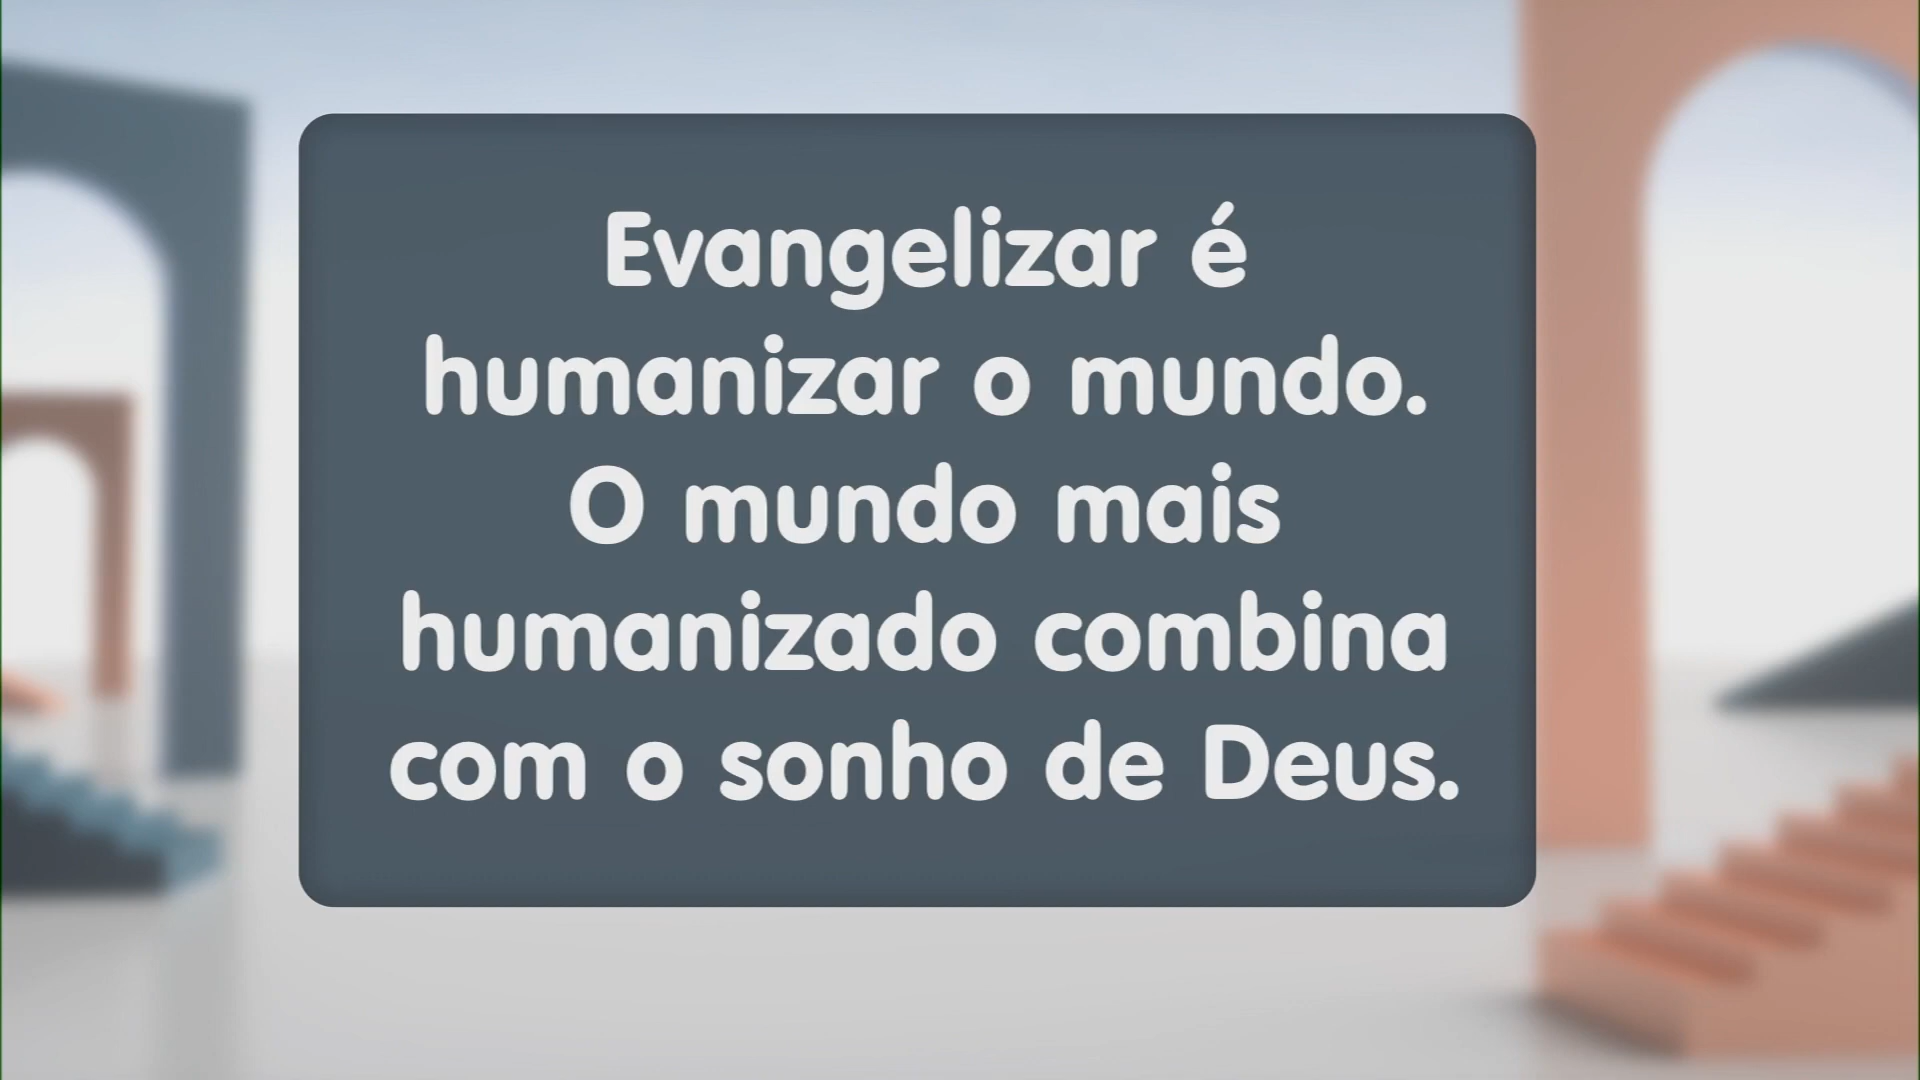 Evangelizar é
humanizar o mundo.
O mundo mais
humanizado combina
com o sonho de Deus.